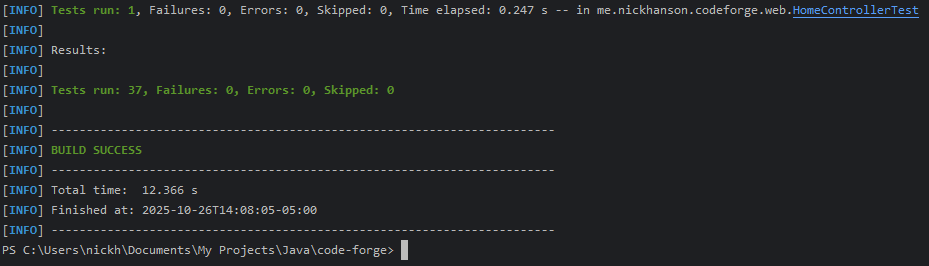 [INFO] Tests run: 1, Failures: 0, Errors: 0, Skipped: 0, Time elapsed: 0.247 s -- in me.nickhanson.codeforge.web.HomeControllerTest
[INFO]
[INFO] Results:
[INFO]
[INFO] Tests run: 37, Failures: 0, Errors: 0, Skipped: 0
[INFO]
[INFO] ------------------------------------------------------------------------
[INFO] BUILD SUCCESS
[INFO] ------------------------------------------------------------------------
[INFO] Total time:  12.366 s
[INFO] Finished at: 2025-10-26T14:08:05-05:00
[INFO] ------------------------------------------------------------------------
PS C:\Users\nickh\Documents\My Projects\Java\code-forge>